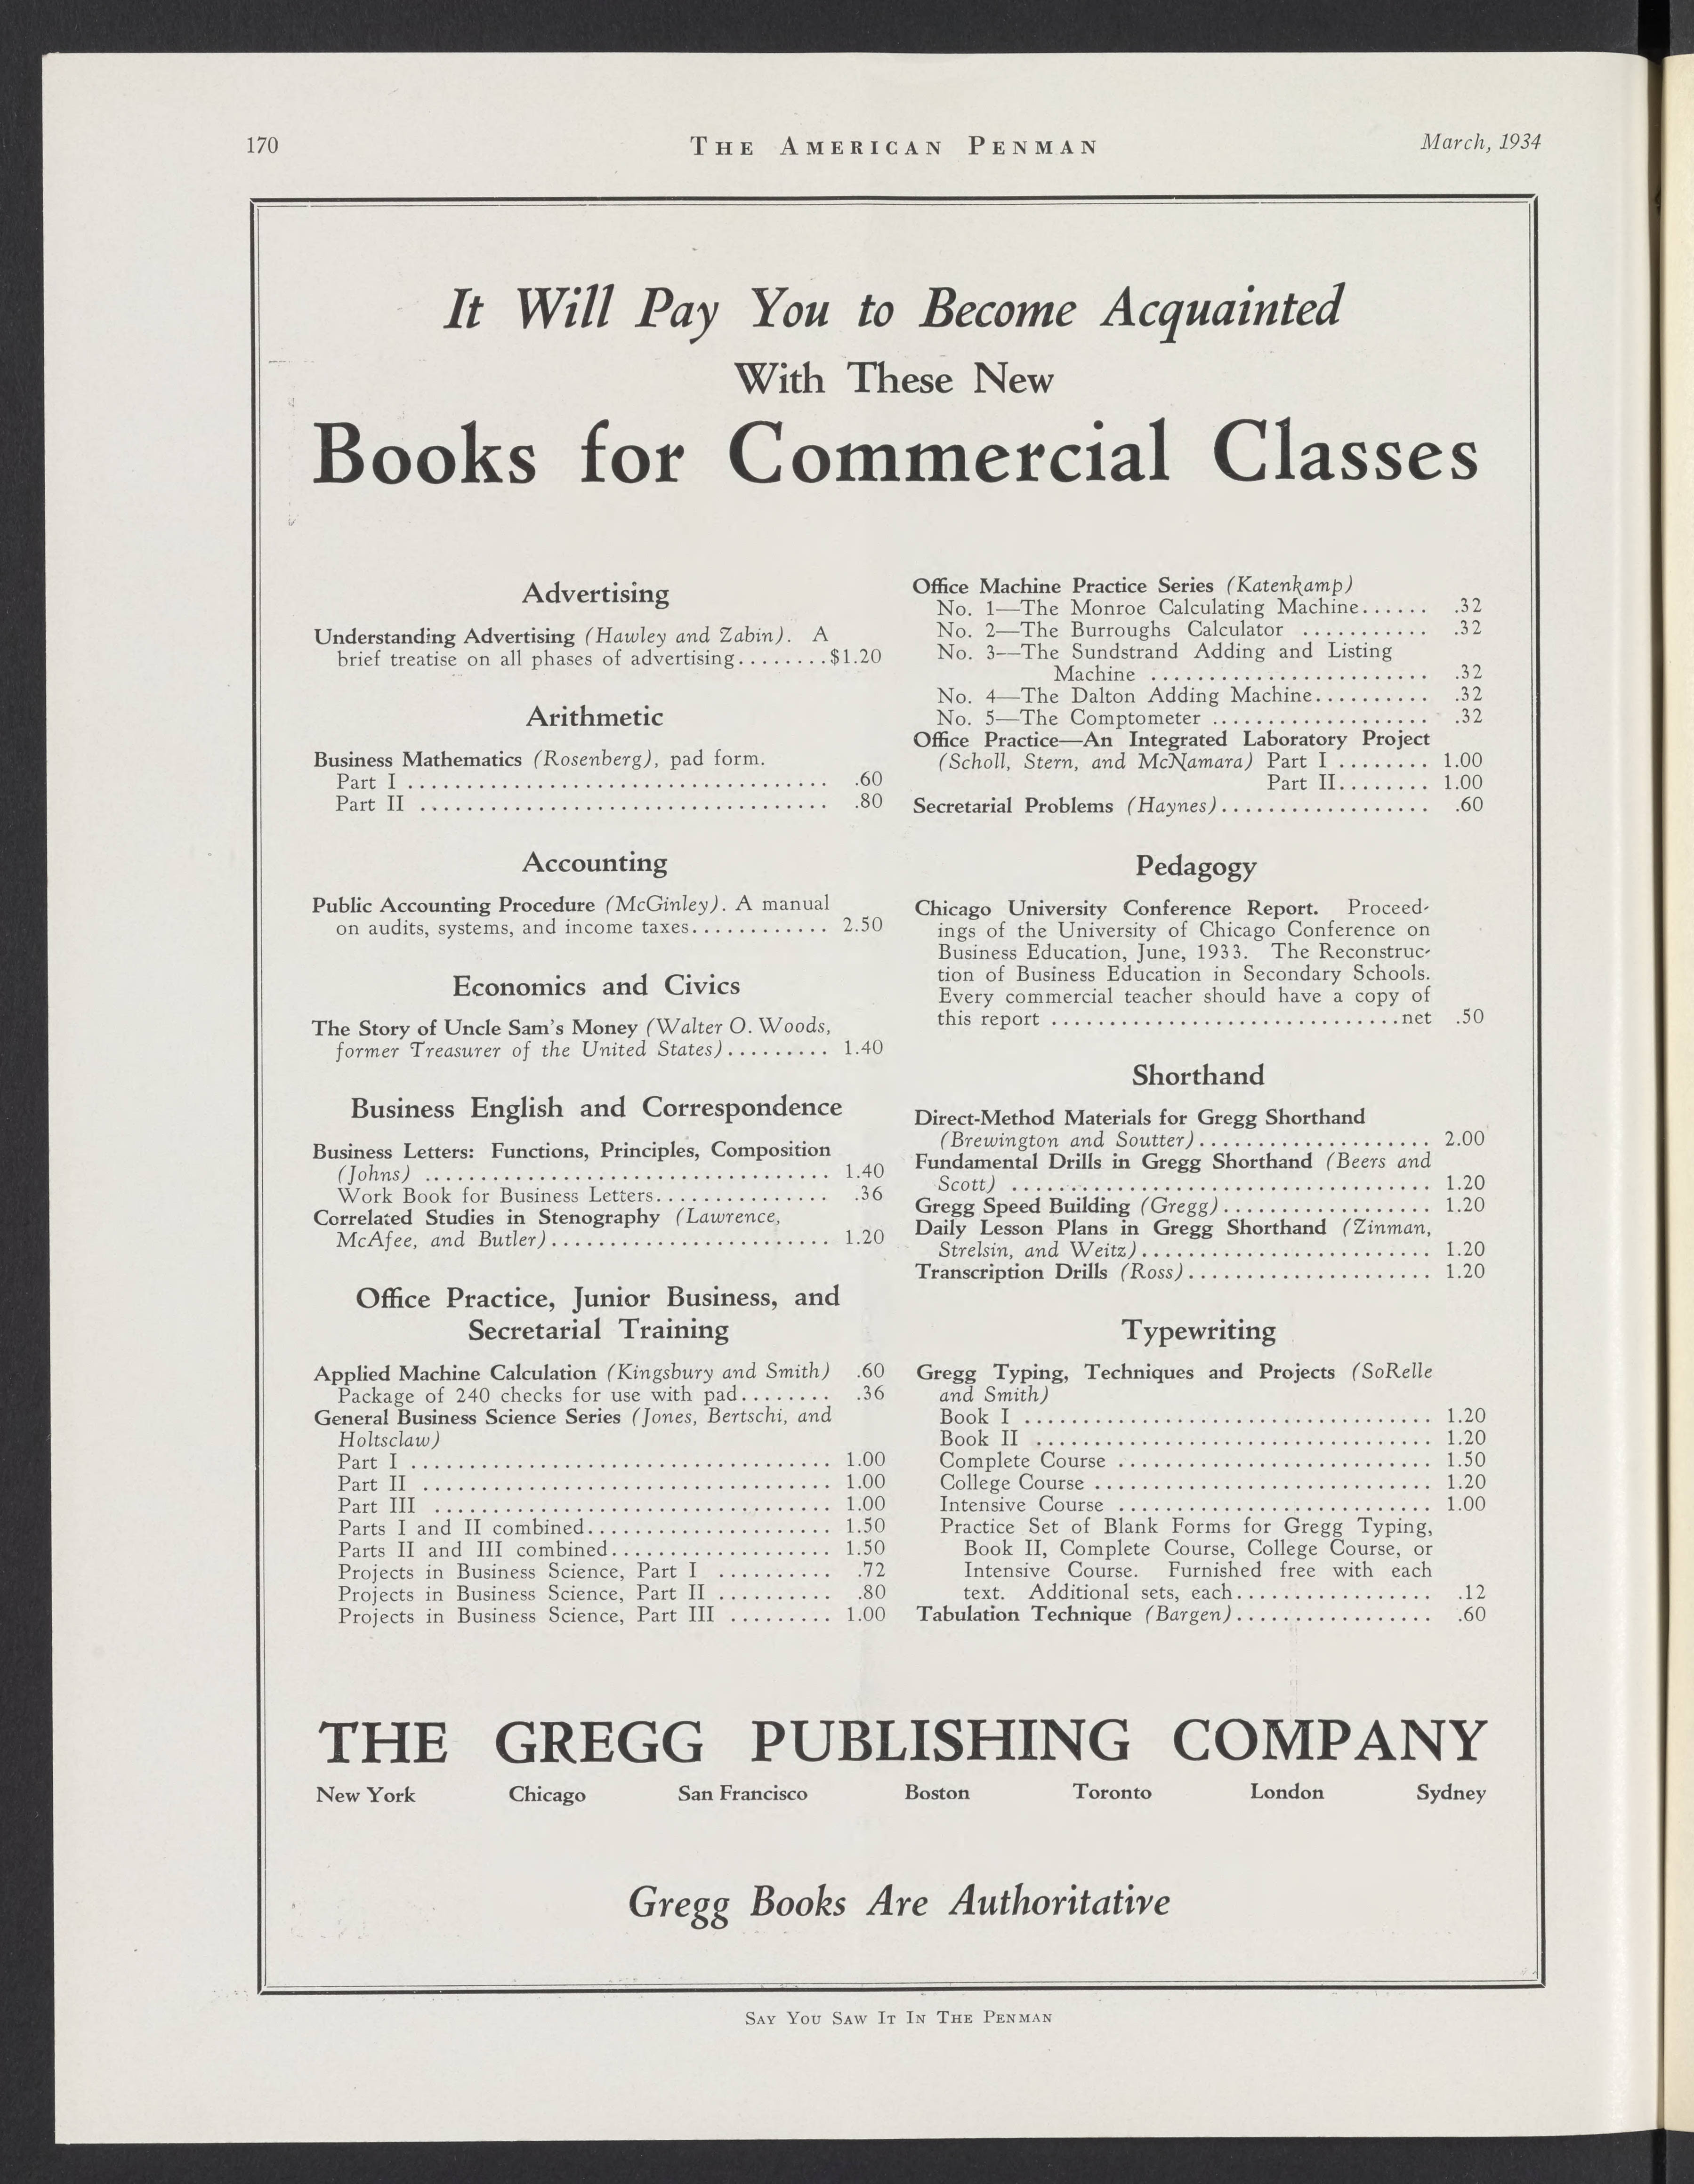 170
THE AMERICAN PENMAN
March, 1934
It Will Pay You to Become Acquainted
With These New
Books for Commercial Classes
Advertising
Understanding Advertising (Hawley and Zabin). A
brief treatise on all phases of advertising........$1.20
Arithmetic
Business Mathematics (Rosenberg), pad form.
Part I .................................... .60
Part II ................................... .80
Accounting
Public Accounting Procedure (McGinley). A manual
on audits, systems, and income taxes............ 2.50
Economics and Civics
The Story of Uncle Sam's Money (Walter O. Woods,
former Treasurer of the United States)......... 1.40
Business English and Correspondence
Business Letters: Functions, Principles, Composition
(Johns) ................................... 1.40
Work Book for Business Letters............... .36
Correlated Studies in Stenography (Lawrence,
McAfee, and Butler)........................ 1.20
Office Practice, Junior Business, and
Secretarial Training
Applied Machine Calculation (Kingsbury and Smith) .60
Package of 240 checks for use with pad........ .36
General Business Science Series (Jones, Bertschi, and
Holtsclaw)
Part I .................................... 1.00
Part II ................................... 1.00
Part III .................................. 1.00
Parts I and II combined..................... 1.50
Parts II and III combined................... 1.50
Projects in Business Science, Part I .......... .72
Projects in Business Science, Part II .......... .80
Projects in Business Science, Part III ......... 1.00
Office Machine Practice Series (Katenkamp)
No. 1—The Monroe Calculating Machine...... .32
No. 2—The Burroughs Calculator ........... .32
No. 3—The Sundstrand Adding and Listing
Machine ........................ .32
No. 4—The Dalton Adding Machine.......... .32
No. 5—The Comptometer ................... .32
Office Practice—An Integrated Laboratory Project
(Scholl, Stern, and McNamara) Part I ........ 1.00
Part II........ 1.00
Secretarial Problems (Haynes).................. .60
Pedagogy
Chicago University Conference Report. Proceed-
ings of the University of Chicago Conference on
Business Education, June, 1933. The Reconstruc-
tion of Business Education in Secondary Schools.
Every commercial teacher should have a copy of
this report ..............................net .50
Shorthand
Direct-Method Materials for Gregg Shorthand
(Brewington and Soutter).................... 2.00
Fundamental Drills in Gregg Shorthand (Beers and
Scott) .................................... 1.20
Gregg Speed Building (Gregg).................. 1.20
Daily Lesson Plans in Gregg Shorthand (Zinman,
Strelsin, and Weitz)......................... 1.20
Transcription Drills (Ross)..................... 1.20
Typewriting
Gregg Typing, Techniques and Projects (SoRelle
and Smith)
Book I ................................... 1.20
Book II .................................. 1.20
Complete Course ........................... 1.50
College Course ............................. 1.20
Intensive Course ........................... 1.00
Practice Set of Blank Forms for Gregg Typing,
Book II, Complete Course, College Course, or
Intensive Course. Furnished free with each
text. Additional sets, each................. .12
Tabulation Technique (Bargen)................. .60
THE GREGG PUBLISHING COMPANY
New York Chicago San Francisco Boston Toronto London Sydney
Gregg Books Are Authoritative
SAY YOU SAW IT IN THE PENMAN